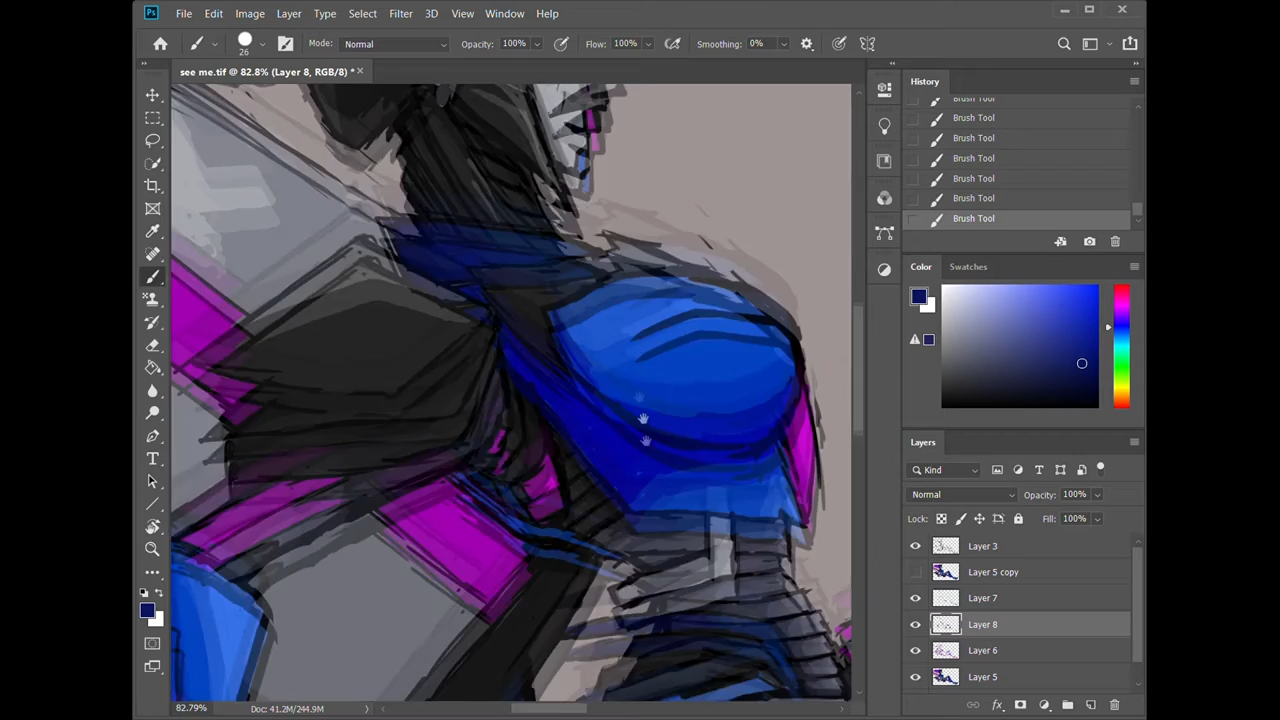 Ps File Edit Image Layer Type Select Filter 3D View Window Help
26 Mode: Normal Opacity: 100% Flow: 100% Smoothing: 0%
see me.tif @ 82.8% (Layer 8, RGB/8) *
History
Brush Tool
Brush Tool
Brush Tool
Brush Tool
Brush Tool
Brush Tool
Brush Tool
Color Swatches
Layers
Kind
Normal Opacity: 100%
Lock: Fill: 100%
Layer 3
Layer 5 copy
Layer 7
Layer 8
Layer 6
Layer 5
fx
82.79% Doc: 41.2M/244.9M